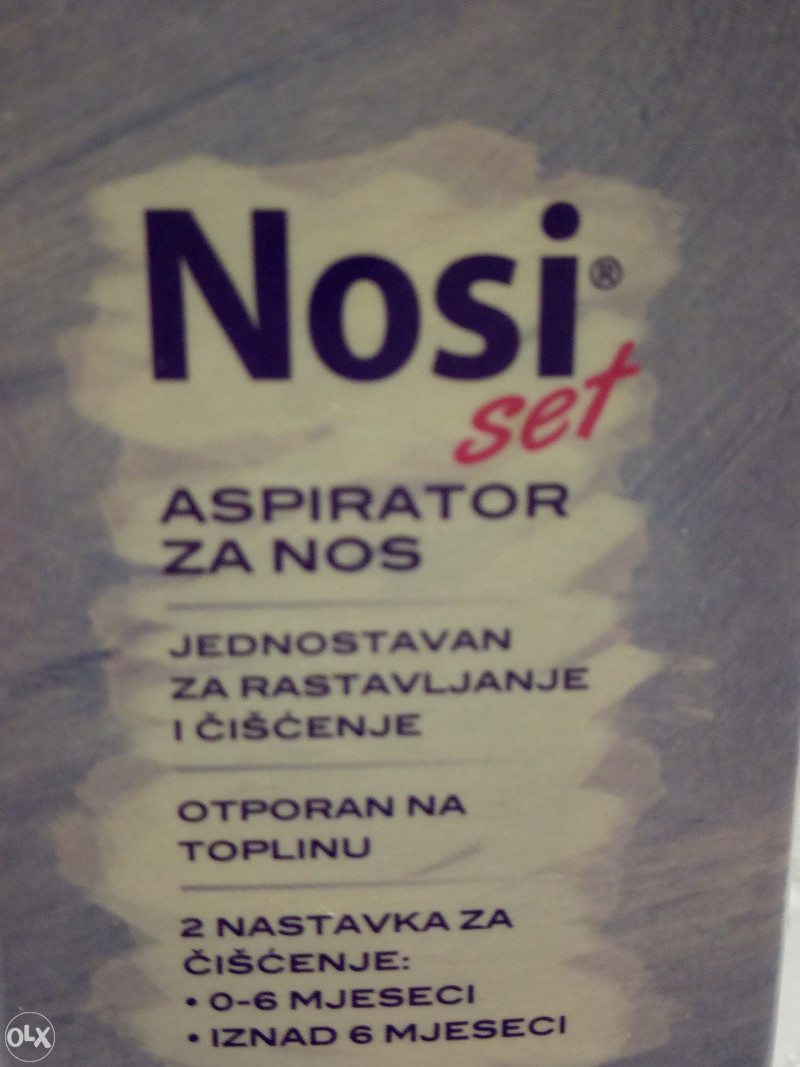 Nosi®
set
ASPIRATOR
ZA NOS
JEDNOSTAVAN
ZA RASTAVLJANJE
I ČIŠĆENJE
OTPORAN NA
TOPLINU
2 NASTAVKA ZA
ČIŠĆENJE:
• 0-6 MJESECI
• IZNAD 6 MJESECI
OLX